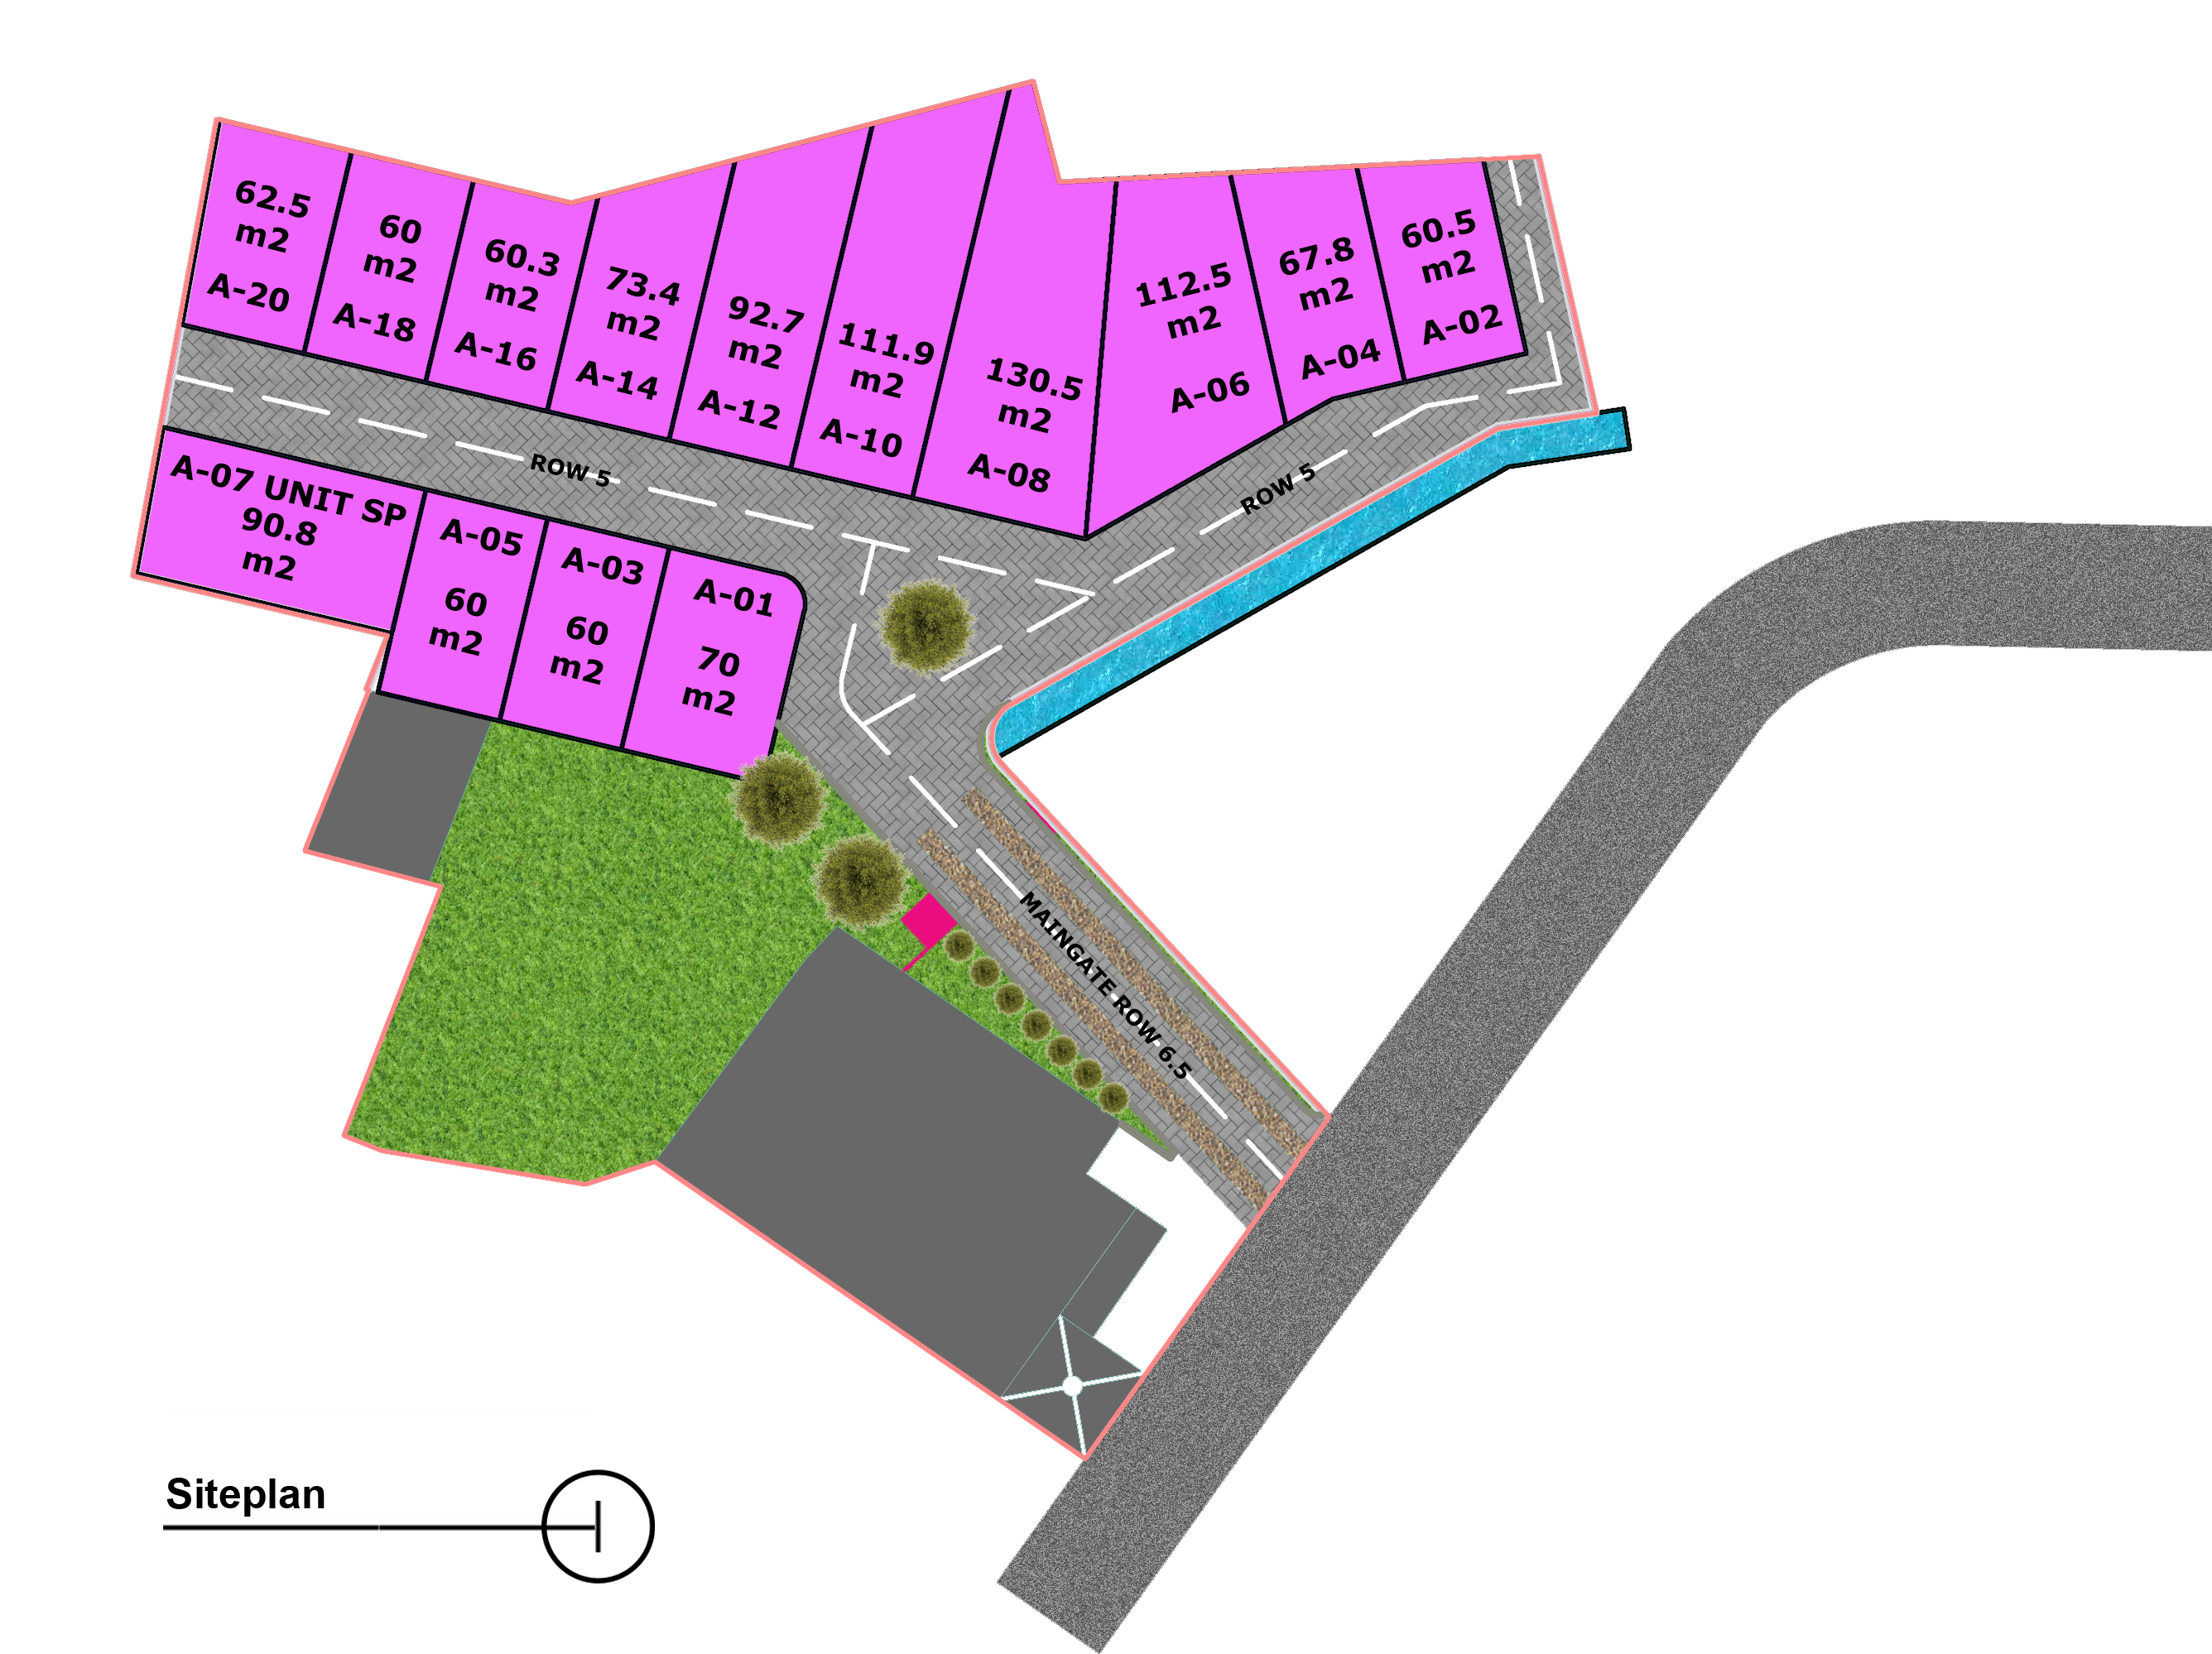 62.5
m2
A-20
60
m2
A-18
60.3
m2
A-16
73.4
m2
A-14
92.7
m2
A-12
111.9
m2
A-10
130.5
m2
A-08
112.5
m2
A-06
67.8
m2
A-04
60.5
m2
A-02
ROW 5
ROW 5
A-07 UNIT SP
90.8
m2
A-05
60
m2
A-03
60
m2
A-01
70
m2
MAINGATE ROW 6.5
Siteplan